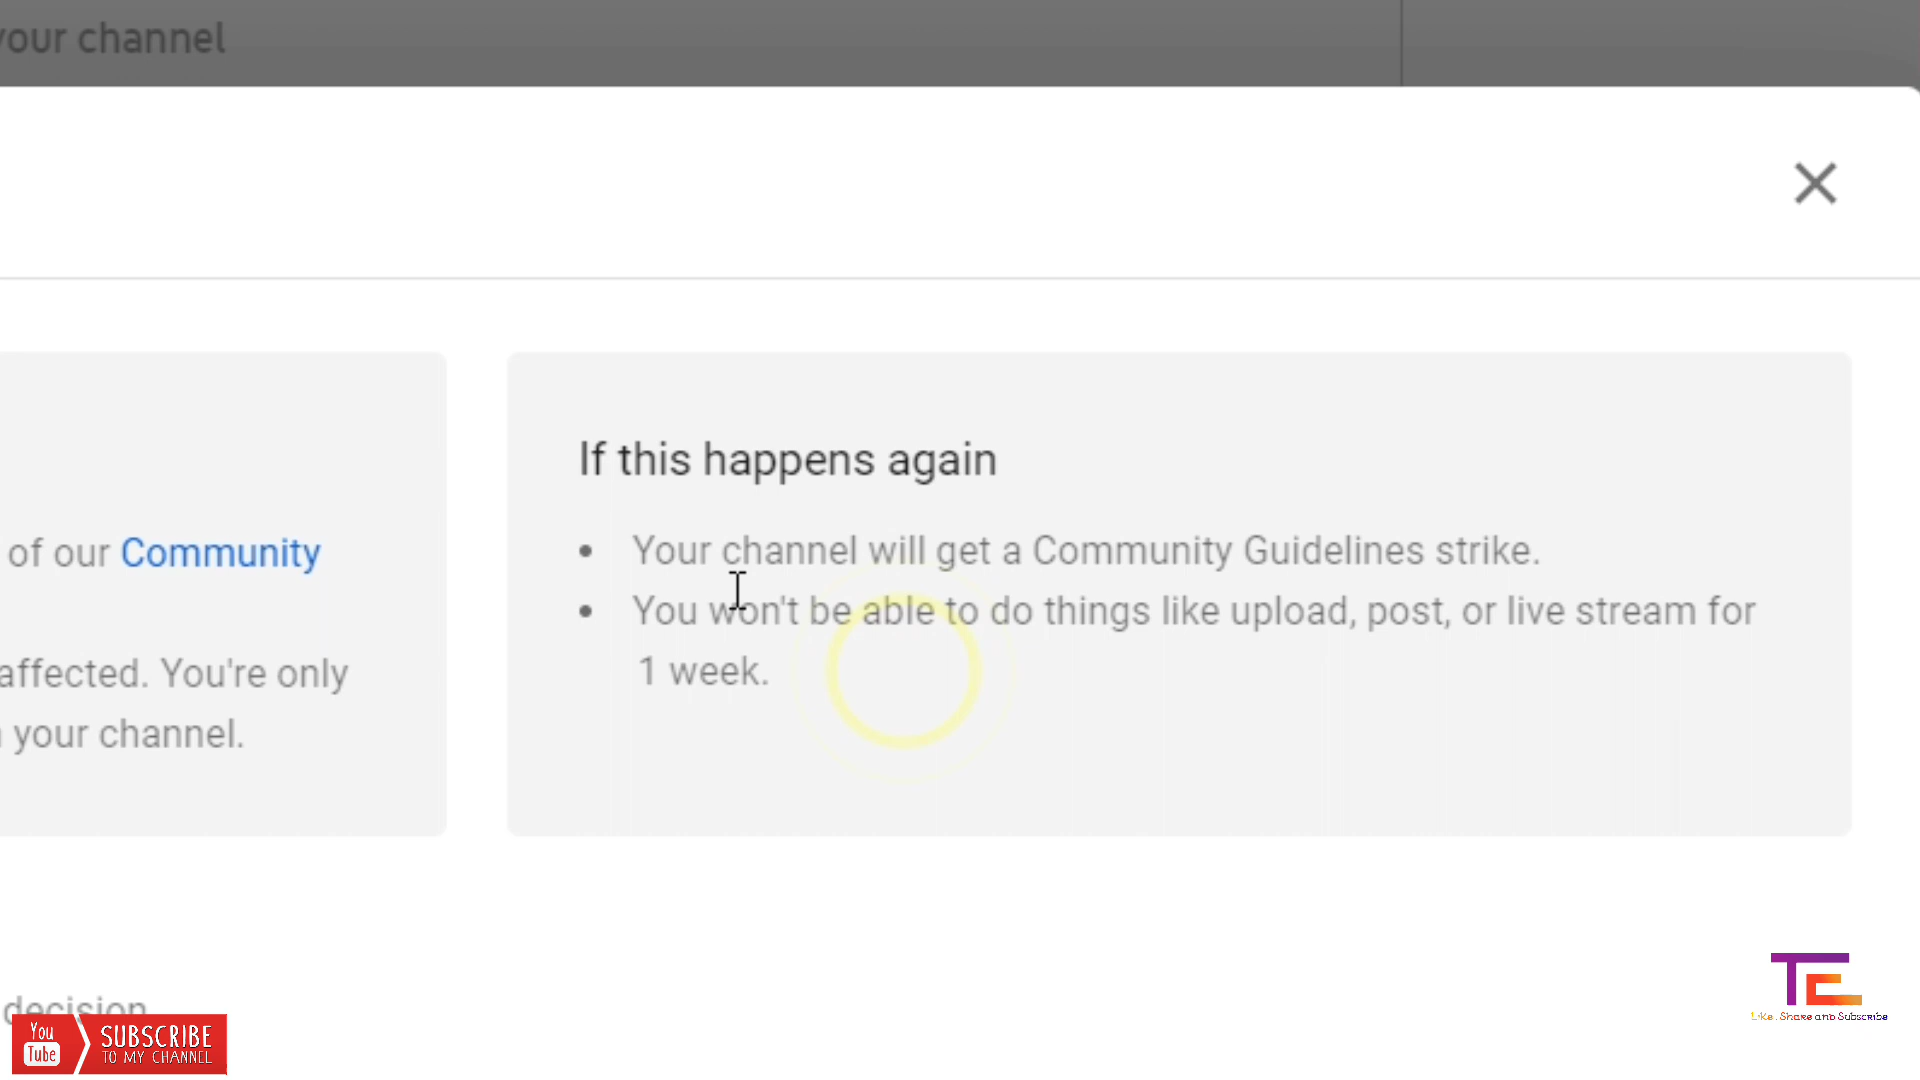 your channel
If this happens again
of our Community
• Your channel will get a Community Guidelines strike.
• You won't be able to do things like upload, post, or live stream for
1 week.
affected. You're only
your channel.
decision
You
Tube
SUBSCRIBE
TO MY CHANNEL
TE
Like, Share and Subscribe